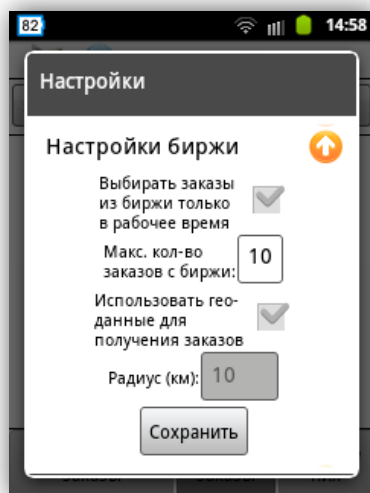 82
14:58
Настройки
Настройки биржи
Выбирать заказы
из биржи только
в рабочее время
Макс. кол-во
заказов с биржи:
10
Использовать гео-
данные для
получения заказов
Радиус (км):
10
Сохранить